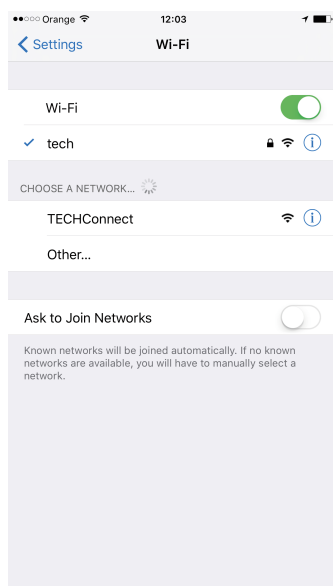 Orange 12:03
Settings Wi-Fi
Wi-Fi
tech
CHOOSE A NETWORK...
TECHConnect
Other...
Ask to Join Networks
Known networks will be joined automatically. If no known
networks are available, you will have to manually select a
network.